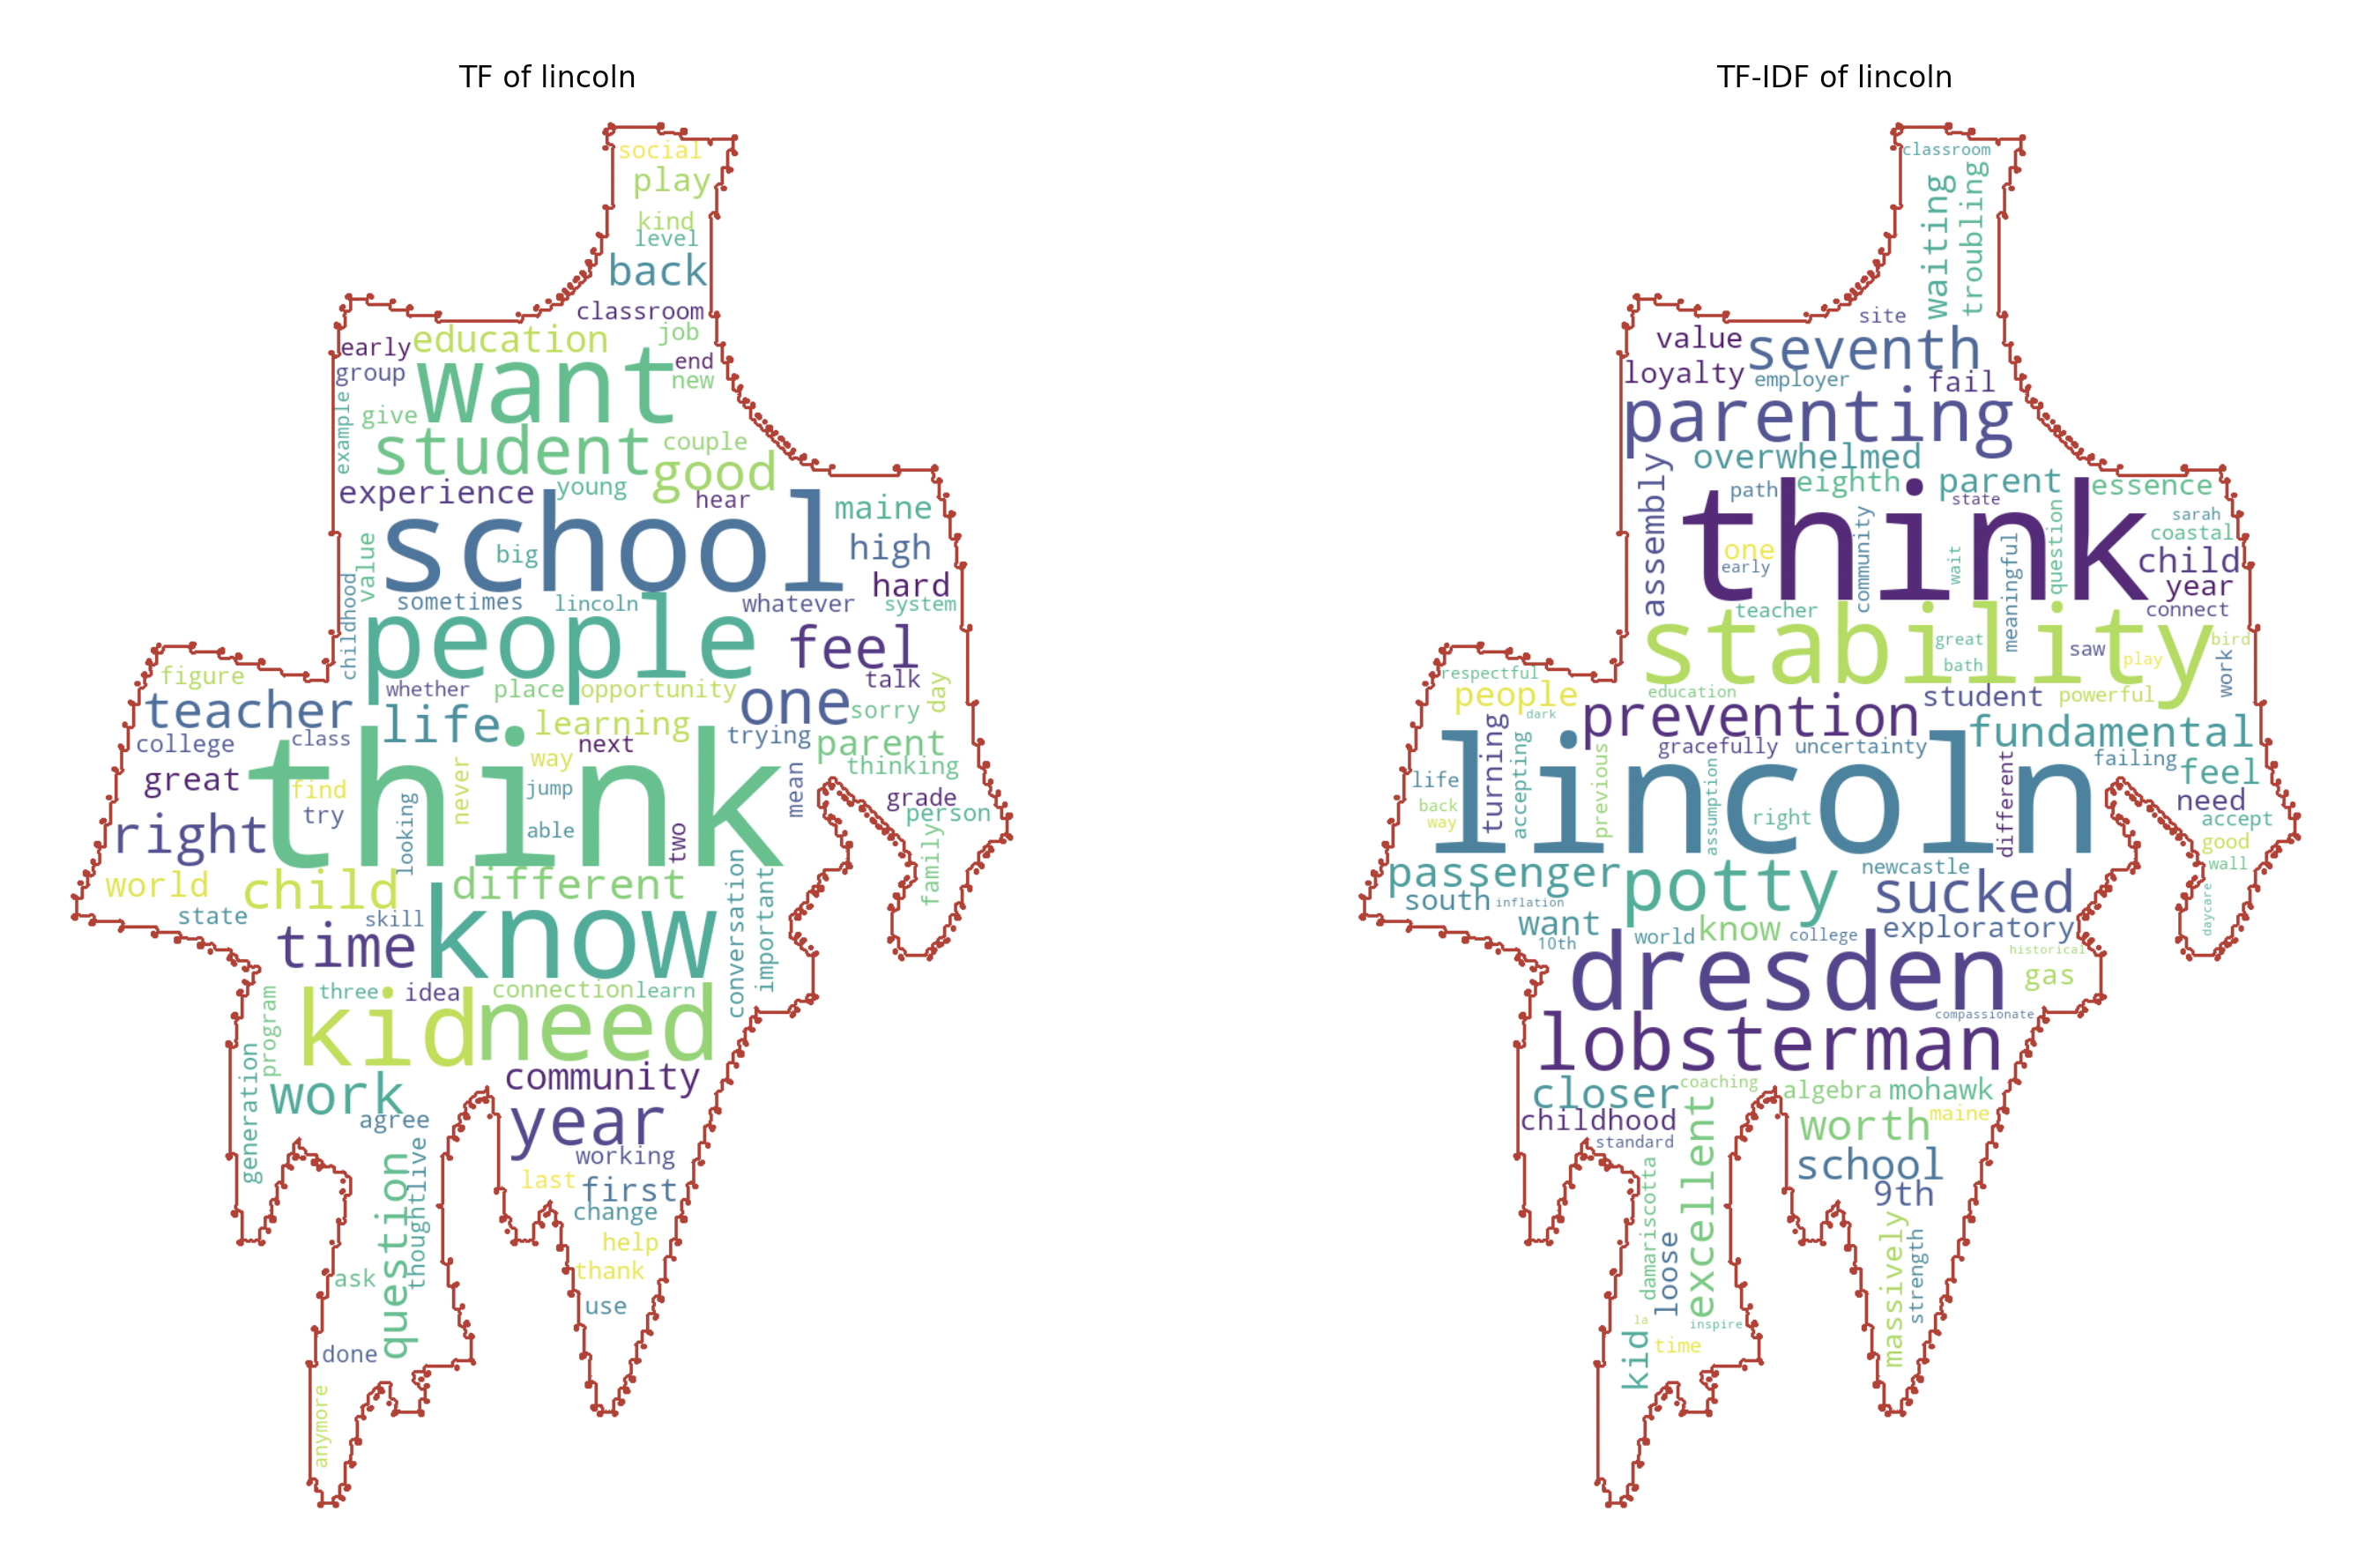 TF of lincoln
social
play
kind
level
back
classroom
education job
early want end
group new
example give
student couple
good
experience young hear
school maine
big high
value hard
childhood sometimes lincoln whatever system
people feel
figure whether place opportunity talk
teacher life learning one sorry day
college class next trying parent
great think way thinking
find never jump mean grade
try looking able person
right two family
world child different conversation
state skill know important
time
three idea connection learn
program kid need
generation work community
agree year
question live working
thought last first
change
help
ask thank
use
done
anymore
TF-IDF of lincoln
classroom
waiting troubling
site
value seventh
loyalty employer fail
parenting
assembly overwhelmed
path eighth parent essence
state
think sarah
one community question coastal
early wait meaningful child
year
teacher connect
stability great bird
bath saw play
respectful work
people education student powerful
dark prevention
turning accepting gracefully uncertainty fundamental
life previous lincoln failing
back assumption different feel
way right need
accept
good
passenger newcastle wall
south inflation potty sucked daycare
want
10th world know college exploratory
dresden historical
gas
lobsterman compassionate
closer coaching algebra mohawk
childhood worth maine
standard
excellent school
damariscotta 9th
loose massively strength
la
inspire
kid time